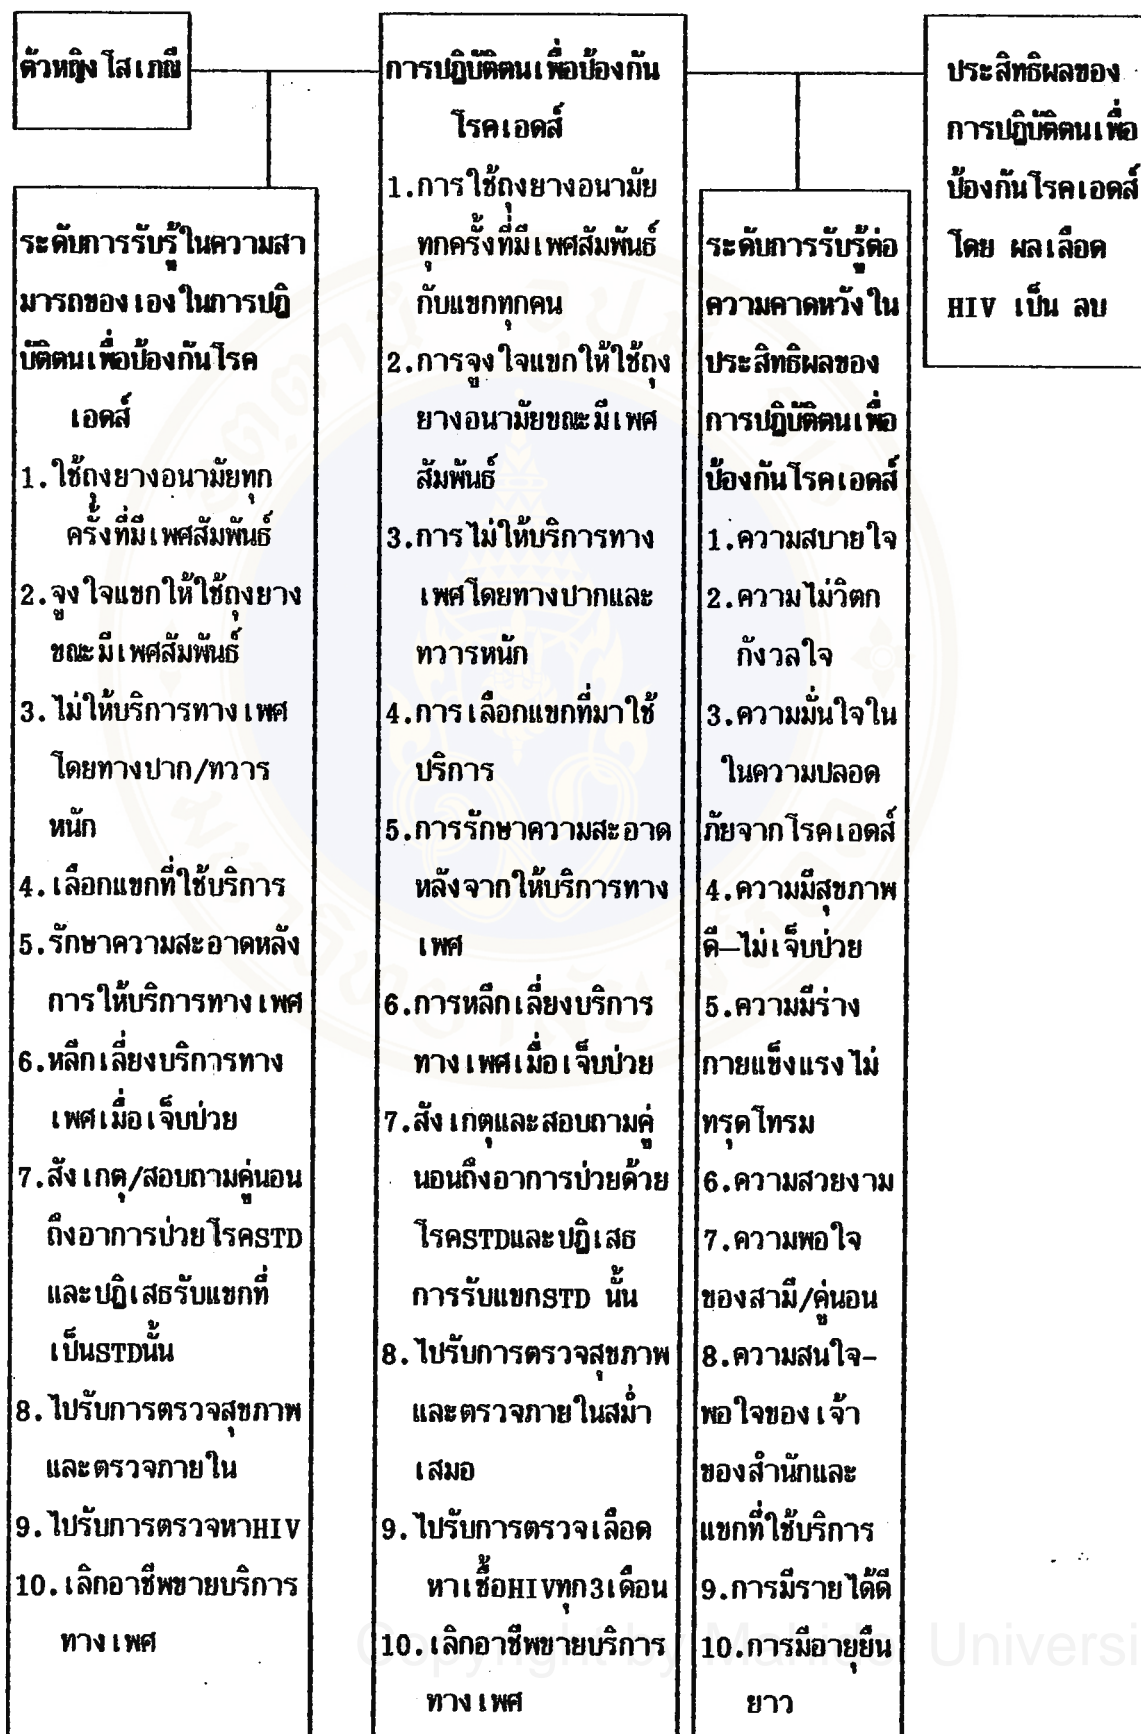 ตัวหญิงโสเภณี
การปฏิบัติตนเพื่อป้องกัน
โรคเอดส์
1.การใช้ถุงยางอนามัย
ทุกครั้งที่มีเพศสัมพันธ์
กับแขกทุกคน
2.การจูงใจแขกให้ใช้ถุง
ยางอนามัยขณะมีเพศ
สัมพันธ์
3.การไม่ให้บริการทาง
เพศโดยทางปากและ
ทวารหนัก
4.การเลือกแขกที่มาใช้
บริการ
5.การรักษาความสะอาด
หลังจากให้บริการทาง
เพศ
6.การหลีกเลี่ยงบริการ
ทางเพศเมื่อเจ็บป่วย
7.สังเกตุและสอบถามคู่
นอนถึงอาการป่วยด้วย
โรคSTDและปฏิเสธ
การรับแขกSTD นั้น
8.ไปรับการตรวจสุขภาพ
และตรวจภายในสม่ำ
เสมอ
9.ไปรับการตรวจเลือด
หาเชื้อHIVทุก3เดือน
10.เลิกอาชีพขายบริการ
ทางเพศ
ประสิทธิผลของ
การปฏิบัติตนเพื่อ
ป้องกันโรคเอดส์
โดย ผลเลือด
HIV เป็น ลบ
ระดับการรับรู้ในความสา
มารถของเองในการปฏิ
บัติตนเพื่อป้องกันโรค
เอดส์
1.ใช้ถุงยางอนามัยทุก
ครั้งที่มีเพศสัมพันธ์
2.จูงใจแขกให้ใช้ถุงยาง
ขณะมีเพศสัมพันธ์
3.ไม่ให้บริการทางเพศ
โดยทางปาก/ทวาร
หนัก
4.เลือกแขกที่ใช้บริการ
5.รักษาความสะอาดหลัง
การให้บริการทางเพศ
6.หลีกเลี่ยงบริการทาง
เพศเมื่อเจ็บป่วย
7.สังเกตุ/สอบถามคู่นอน
ถึงอาการป่วยโรคSTD
และปฏิเสธรับแขกที่
เป็นSTDนั้น
8.ไปรับการตรวจสุขภาพ
และตรวจภายใน
9.ไปรับการตรวจหาHIV
10.เลิกอาชีพขายบริการ
ทางเพศ
ระดับการรับรู้ต่อ
ความคาดหวังใน
ประสิทธิผลของ
การปฏิบัติตนเพื่อ
ป้องกันโรคเอดส์
1.ความสบายใจ
2.ความไม่วิตก
กังวลใจ
3.ความมั่นใจใน
ในความปลอด
ภัยจากโรคเอดส์
4.ความมีสุขภาพ
ดี-ไม่เจ็บป่วย
5.ความมีร่าง
กายแข็งแรงไม่
ทรุดโทรม
6.ความสวยงาม
7.ความพอใจ
ของสามี/คู่นอน
8.ความสนใจ-
พอใจของเจ้า
ของสำนักและ
แขกที่ใช้บริการ
9.การมีรายได้ดี
10.การมีอายุยืน
ยาว
Copyright by Mahidol Universi